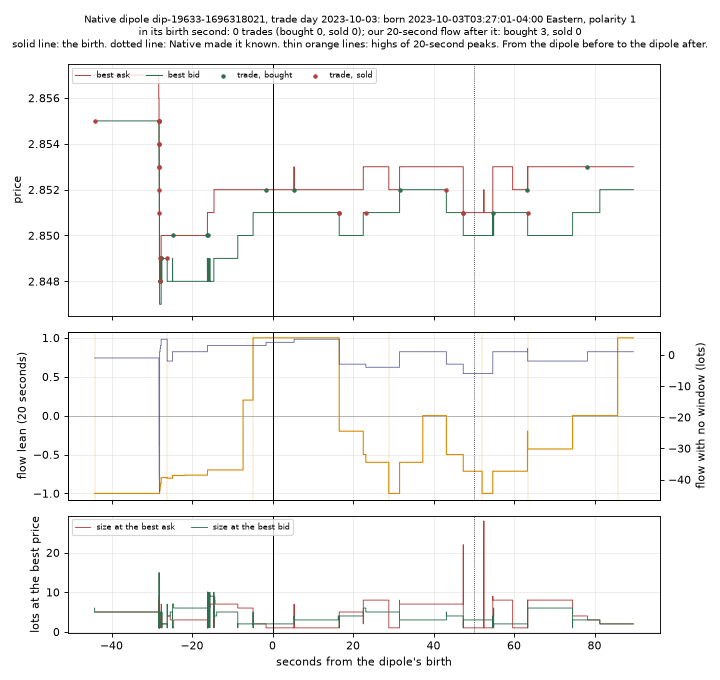 Native dipole dip-19633-1696318021, trade day 2023-10-03: born 2023-10-03T03:27:01-04:00 Eastern, polarity 1
in its birth second: 0 trades (bought 0, sold 0); our 20-second flow after it: bought 3, sold 0
solid line: the birth. dotted line: Native made it known. thin orange lines: highs of 20-second peaks. From the dipole before to the dipole after.
best ask
best bid
trade, bought
trade, sold
2.856
2.854
2.852
2.850
2.848
price
1.0
0.5
0.0
−0.5
−1.0
flow lean (20 seconds)
0
−10
−20
−30
−40
flow with no window (lots)
size at the best ask
size at the best bid
20
10
0
lots at the best price
−40
−20
0
20
40
60
80
seconds from the dipole's birth